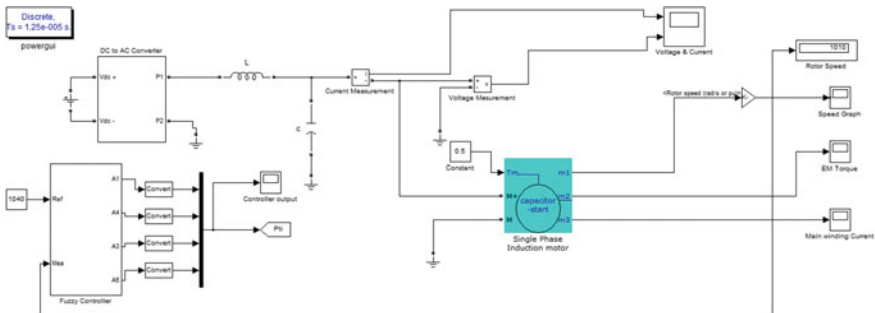 Discrete,
Ts = 1.25e-005 s.
powergui
DC to AC Converter
Vdc +
P1
Vdc -
P2
L
C
+
i
-
Current Measurement
+
-
v
Voltage Mesurement
Voltage & Current
1010
Rotor Speed
<Rotor speed (rad/s or pu)>
Speed Graph
0.5
Constant
Tm
m1
M+
capacitor
-start
m2
M
m3
Single Phase
Induction motor
EM Torque
Main winding Current
1040
Ref
Mea
A1
A4
A3
Fuzzy Controller
Convert
Convert
Convert
Convert
Controller output